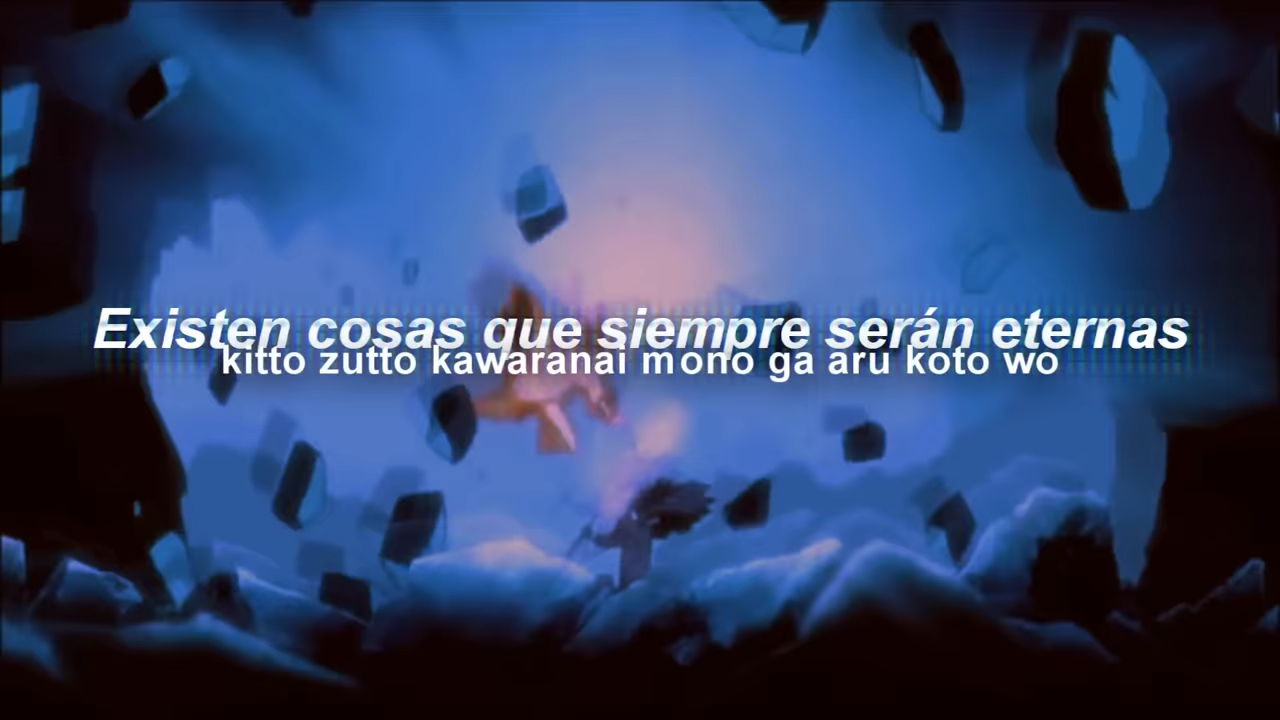 Existen cosas que siempre serán eternas
kitto zutto kawaranai mono ga aru koto wo